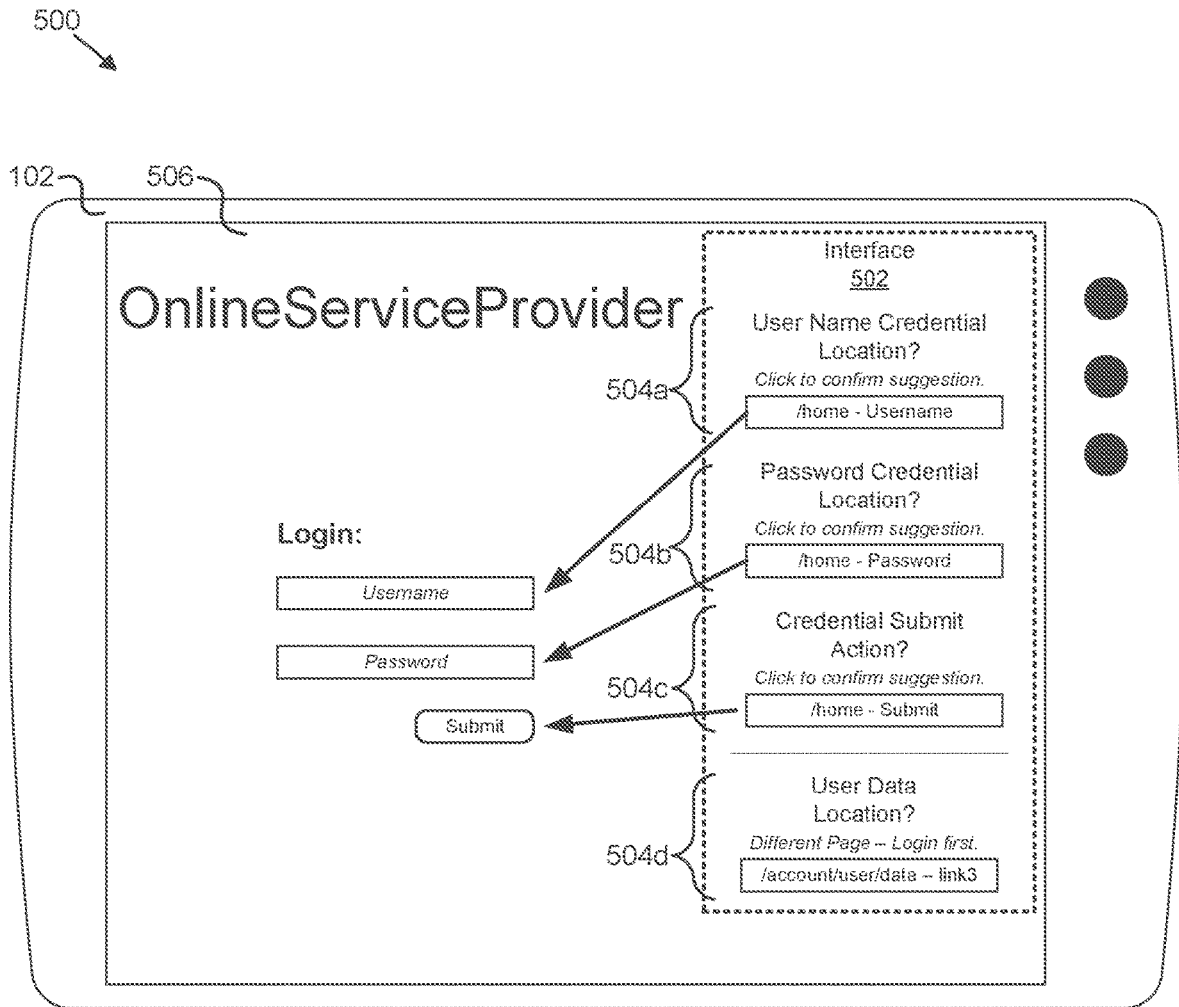 500
102
506
OnlineServiceProvider
Interface
502
User Name Credential
Location?
Click to confirm suggestion.
504a
/home - Username
Password Credential
Location?
Click to confirm suggestion.
504b
/home - Password
Login:
Username
Password
Submit
Credential Submit
Action?
Click to confirm suggestion.
504c
/home - Submit
User Data
Location?
Different Page – Login first.
504d
/account/user/data – link3